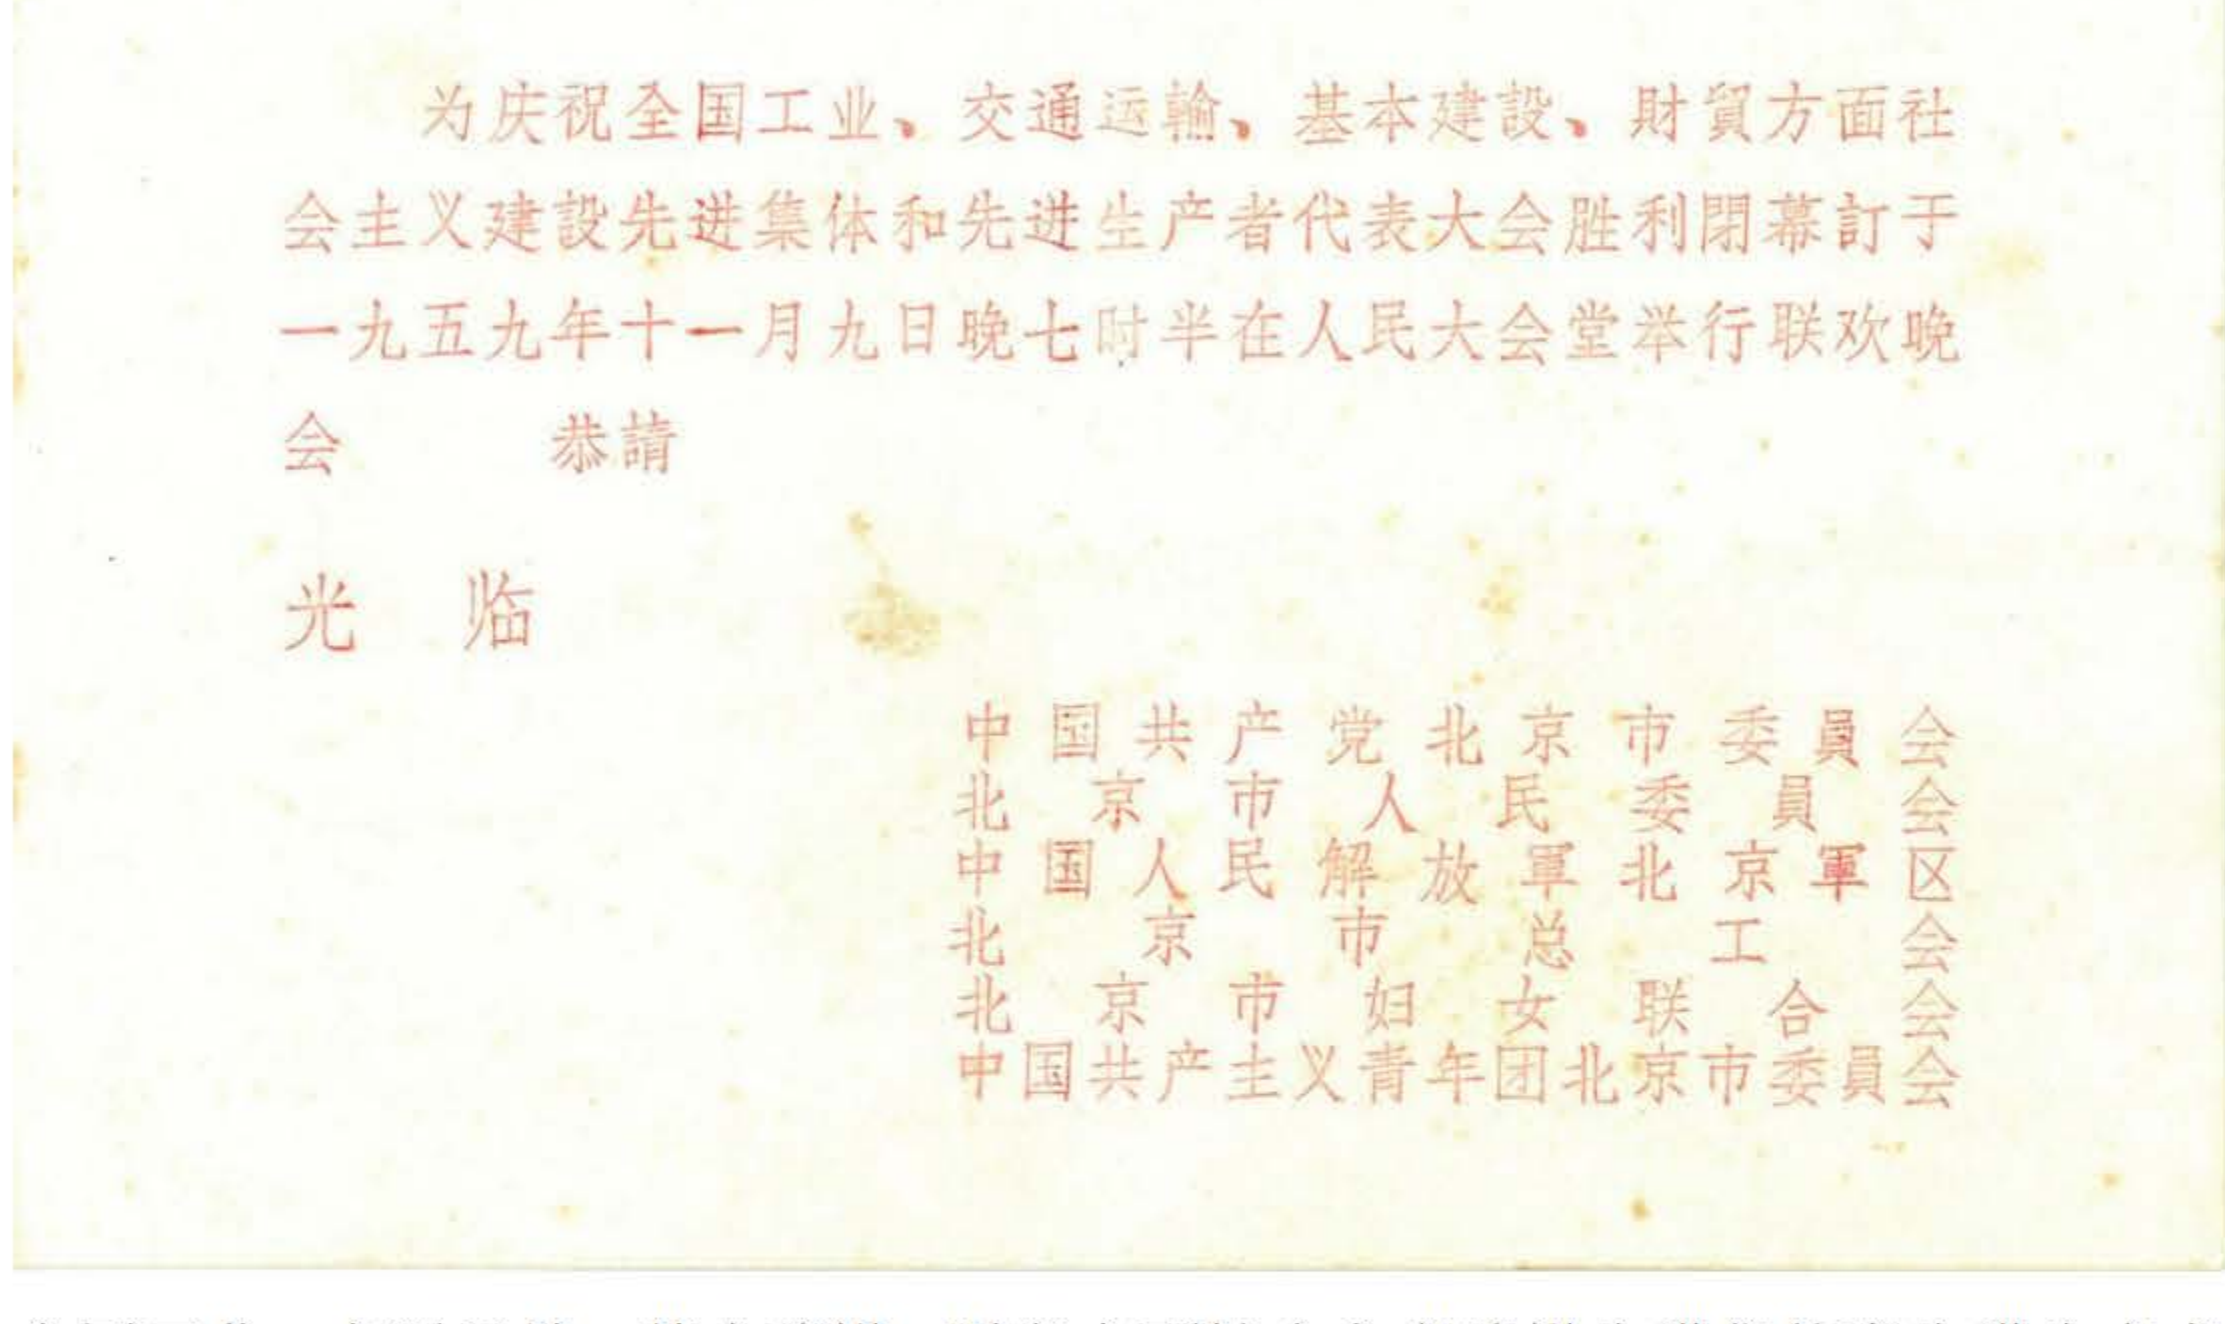 为庆祝全国工业、交通运輸、基本建設、財貿方面社
会主义建設先进集体和先进生产者代表大会胜利閉幕訂于
一九五九年十一月九日晚七时半在人民大会堂举行联欢晚
会 恭請
光 临
中国共产党北京市委員会
北京市人民委員会
中国人民解放軍北京軍区
北京市总工会
北京市妇女联合会
中国共产主义青年团北京市委員会